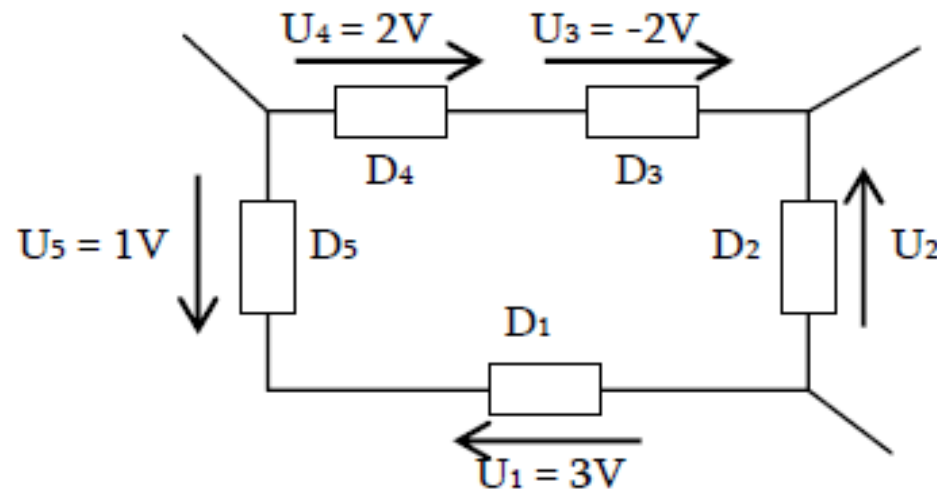 U₄ = 2V
U₃ = -2V
D₄
D₃
U₅ = 1V
D₅
D₂
U₂
D₁
U₁ = 3V